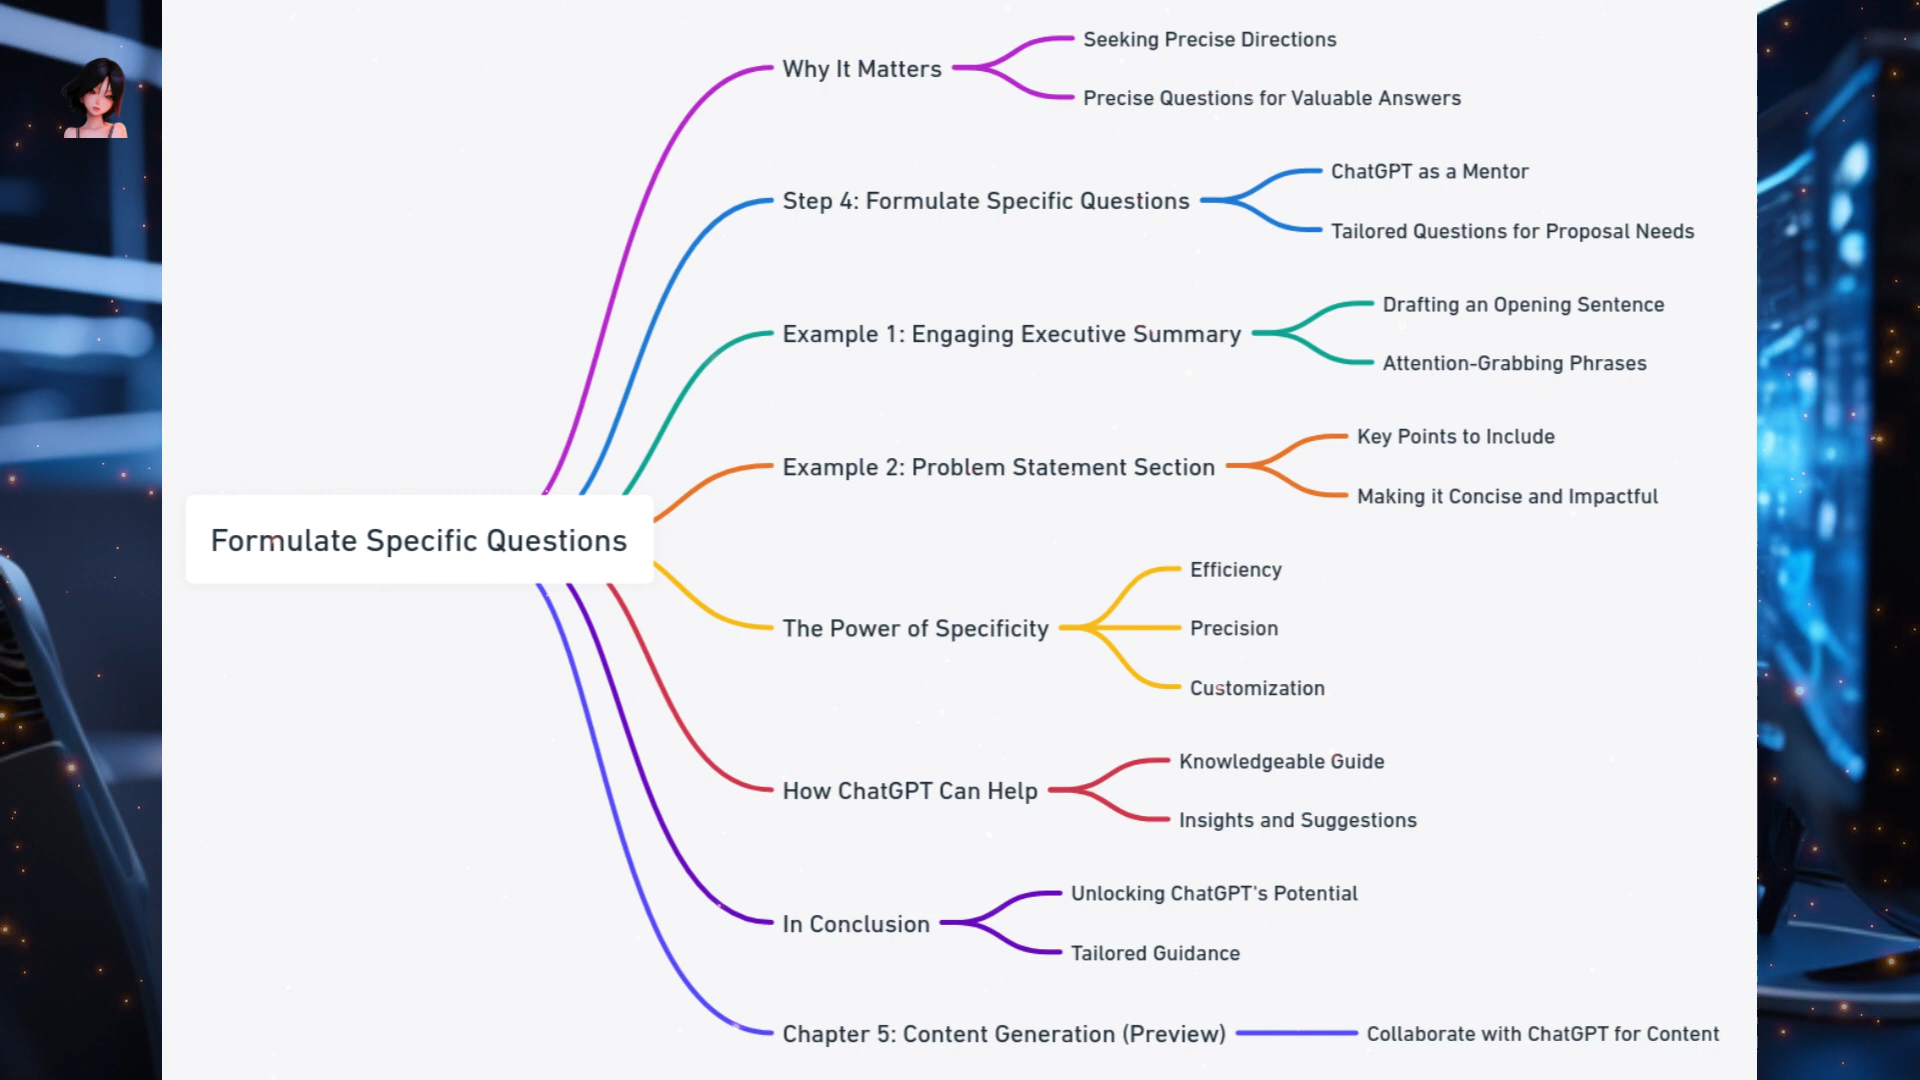 Formulate Specific Questions
Why It Matters
Seeking Precise Directions
Precise Questions for Valuable Answers
Step 4: Formulate Specific Questions
ChatGPT as a Mentor
Tailored Questions for Proposal Needs
Example 1: Engaging Executive Summary
Drafting an Opening Sentence
Attention-Grabbing Phrases
Example 2: Problem Statement Section
Key Points to Include
Making it Concise and Impactful
The Power of Specificity
Efficiency
Precision
Customization
How ChatGPT Can Help
Knowledgeable Guide
Insights and Suggestions
In Conclusion
Unlocking ChatGPT's Potential
Tailored Guidance
Chapter 5: Content Generation (Preview)
Collaborate with ChatGPT for Content